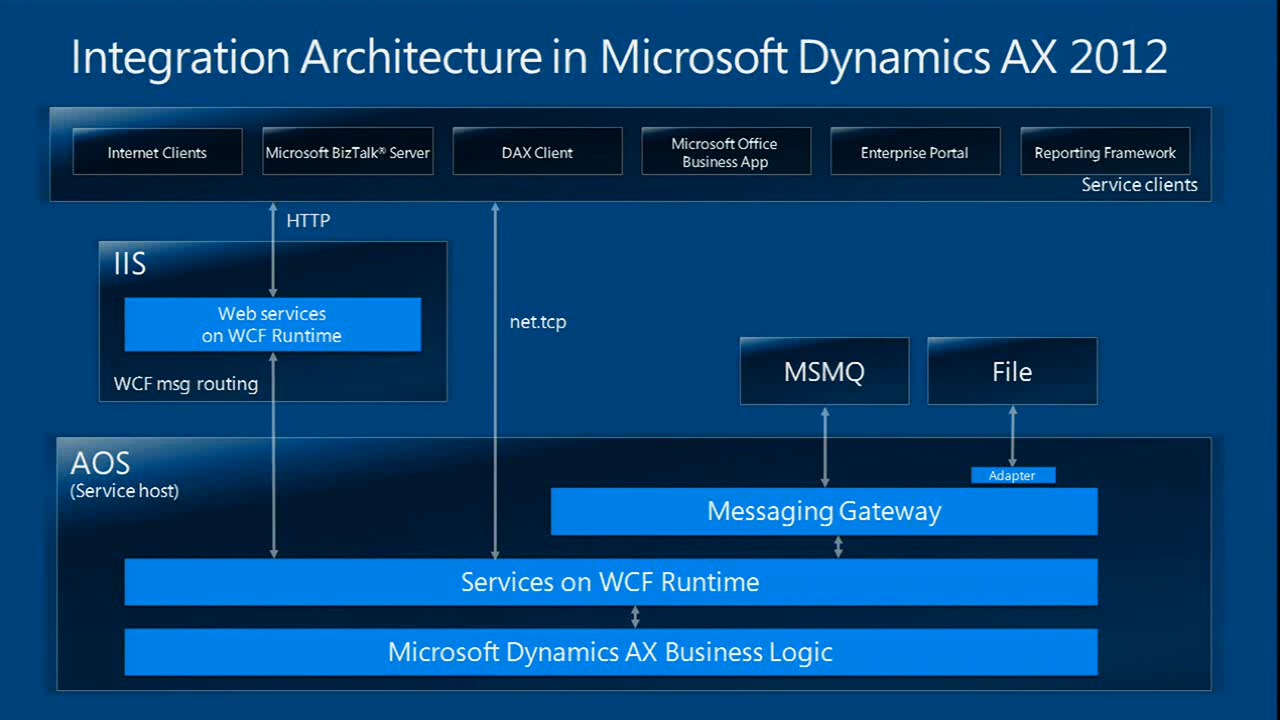 Integration Architecture in Microsoft Dynamics AX 2012
Internet Clients
Microsoft BizTalk® Server
DAX Client
Microsoft Office
Business App
Enterprise Portal
Reporting Framework
Service clients
HTTP
IIS
Web services
on WCF Runtime
WCF msg routing
net.tcp
MSMQ
File
AOS
(Service host)
Adapter
Messaging Gateway
Services on WCF Runtime
Microsoft Dynamics AX Business Logic